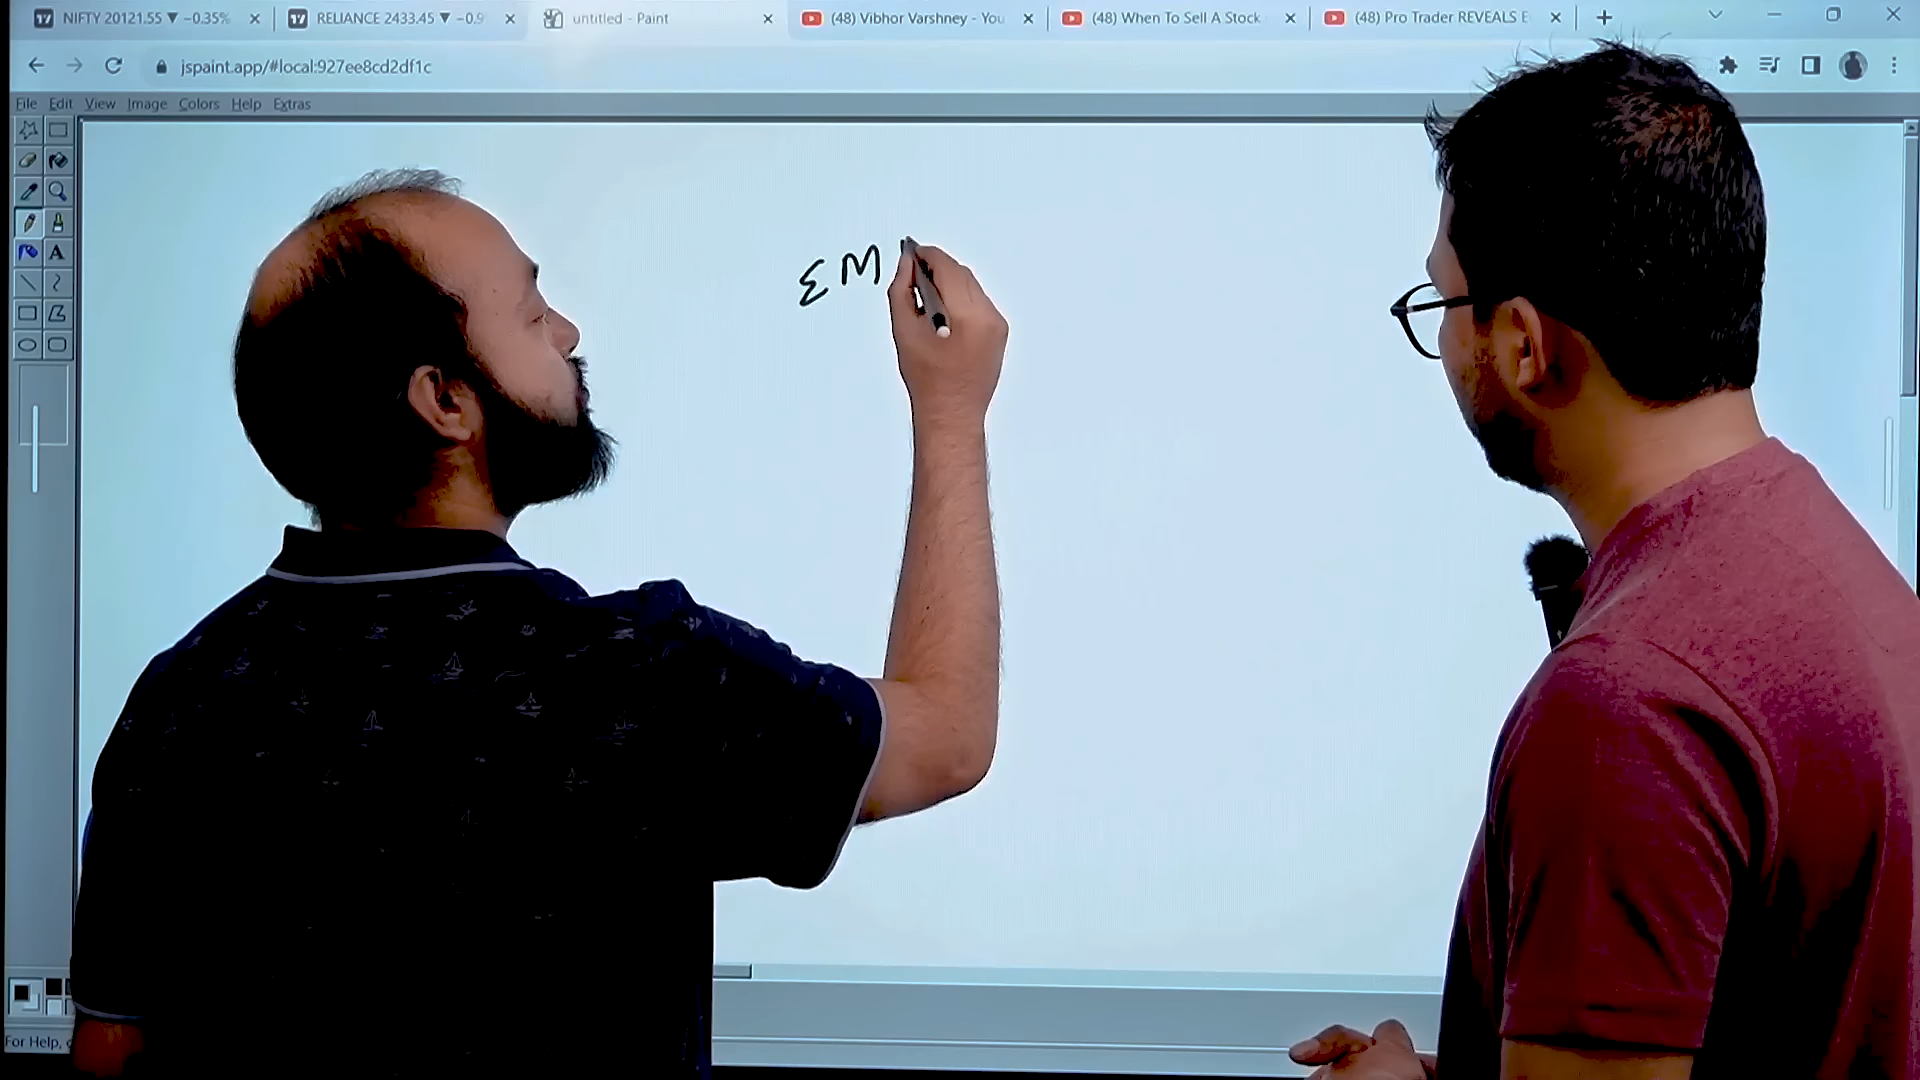 NIFTY 20121.55 ▼ −0.35%
RELIANCE 2433.45 ▼ −0.9
untitled - Paint
(48) Vibhor Varshney - You
(48) When To Sell A Stock
(48) Pro Trader REVEALS E
jspaint.app/#local:927ee8cd2df1c
File Edit View Image Colors Help Extras
A
EM
For Help,